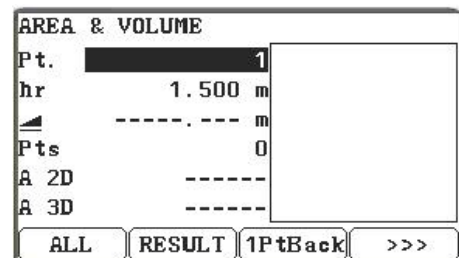 AREA & VOLUME
Pt. 1
hr 1.500 m
-----.--- m
Pts 0
A 2D ------
A 3D ------
ALL RESULT 1PtBack >>>